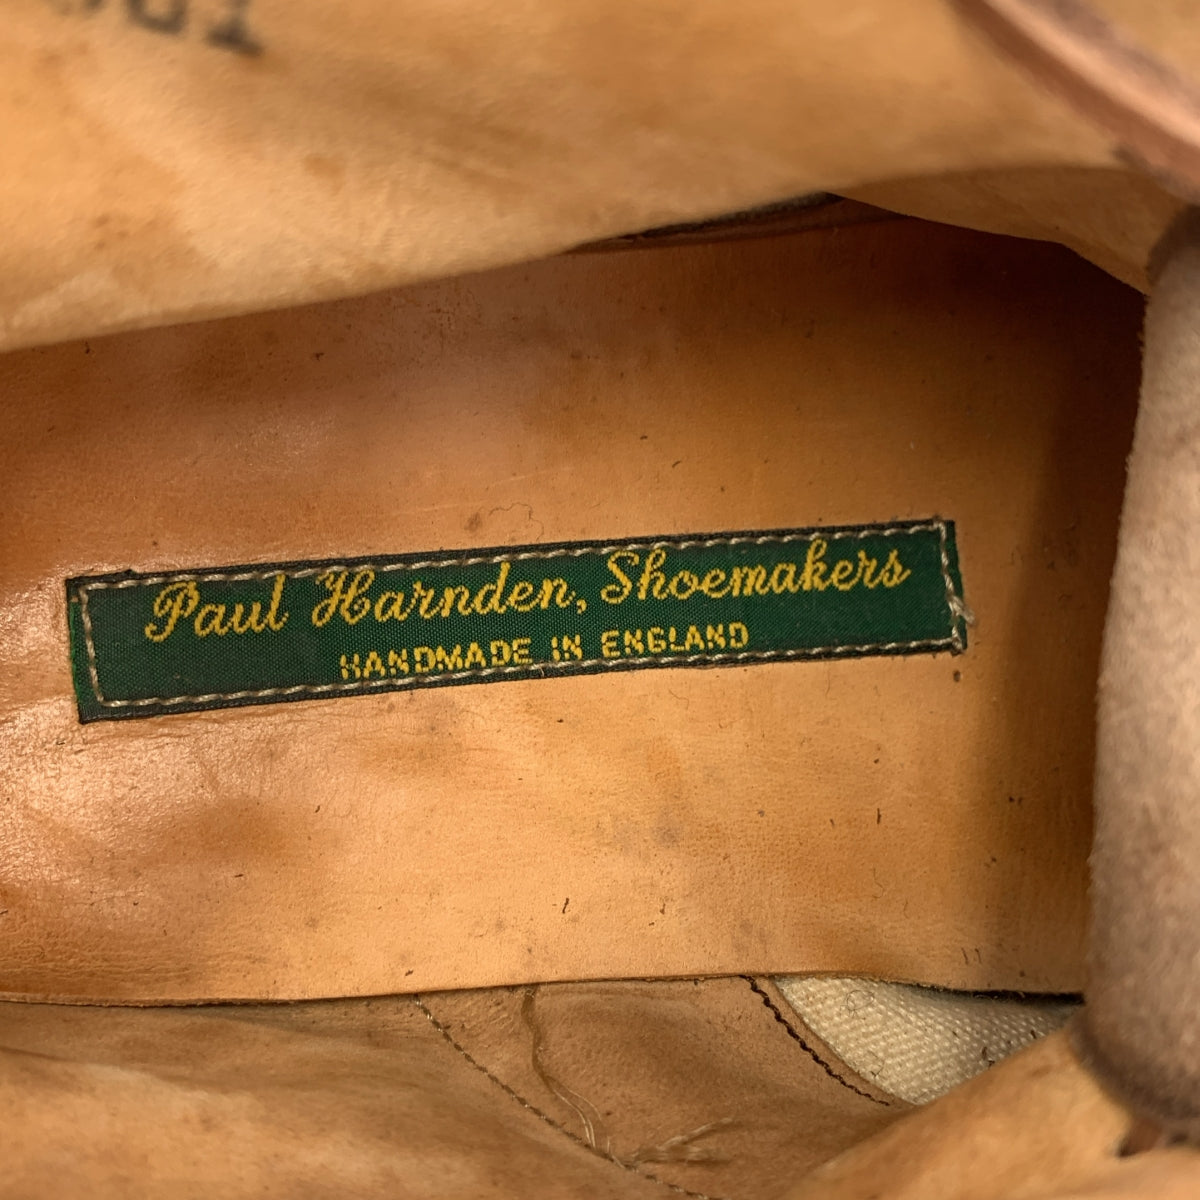 Paul Harnden, Shoemakers
HANDMADE IN ENGLAND